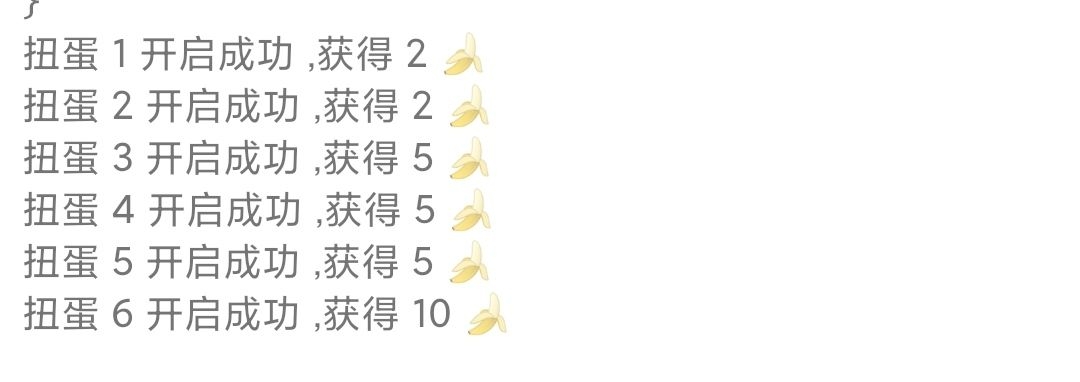 }
扭蛋 1 开启成功 ,获得 2 🍌
扭蛋 2 开启成功 ,获得 2 🍌
扭蛋 3 开启成功 ,获得 5 🍌
扭蛋 4 开启成功 ,获得 5 🍌
扭蛋 5 开启成功 ,获得 5 🍌
扭蛋 6 开启成功 ,获得 10 🍌